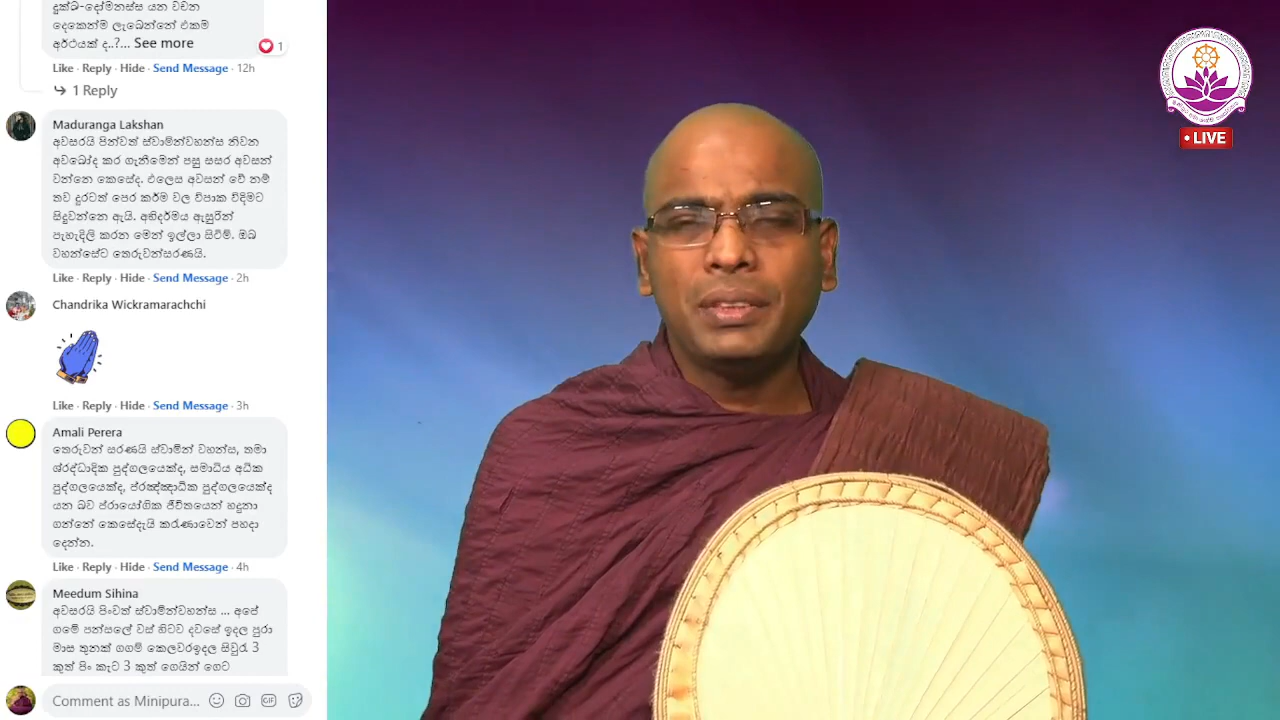 දුක්ඛ-දෝමනස්ස යන වචන
දෙකෙන්ම ලැබෙන්නේ එකම
අර්ථයක් ද..?... See more
1
Like · Reply · Hide · Send Message · 12h
1 Reply
Maduranga Lakshan
අවසරයි පින්වත් ස්වාමින්වහන්ස නිවන
අවබෝද කර ගැනීමෙන් පසු සසර අවසන්
වන්නෙ කෙසේද. එලෙස අවසන් වේ නම්
තව දුරටත් පෙර කර්ම වල විපාක විදිමට
සිදුවන්නෙ ඇයි. අභිදර්මය ඇසුරින්
පැහැදිලි කරන මෙන් ඉල්ලා සිටිමි. ඔබ
වහන්සේට තෙරුවන්සරණයි.
Like · Reply · Hide · Send Message · 2h
Chandrika Wickramarachchi
Like · Reply · Hide · Send Message · 3h
Amali Perera
තෙරුවන් සරණයි ස්වාමින් වහන්ස, තමා
ශ්රද්ධාදික පුද්ගලයෙක්ද, සමාධිය අධික
පුද්ගලයෙක්ද, ප්රඤ්ඤාධික පුද්ගලයෙක්ද
යන බව ප්රායෝගික ජීවිතයෙන් හදුනා
ගන්නේ කෙසේදැයි කරැණාවෙන් පහදා
දෙන්න.
Like · Reply · Hide · Send Message · 4h
Meedum Sihina
අවසරයි පිංවත් ස්වාමීන්වහන්ස ... අපේ
ගමේ පන්සලේ වස් හිටව දවසේ ඉදල පුරා
මාස තුනක් ගගම් කෙලවරඉදල සිවුරැ 3
කුත් පිං කැට 3 කුත් ගෙයින් ගෙට
Comment as Minipura...
GIF
LIVE